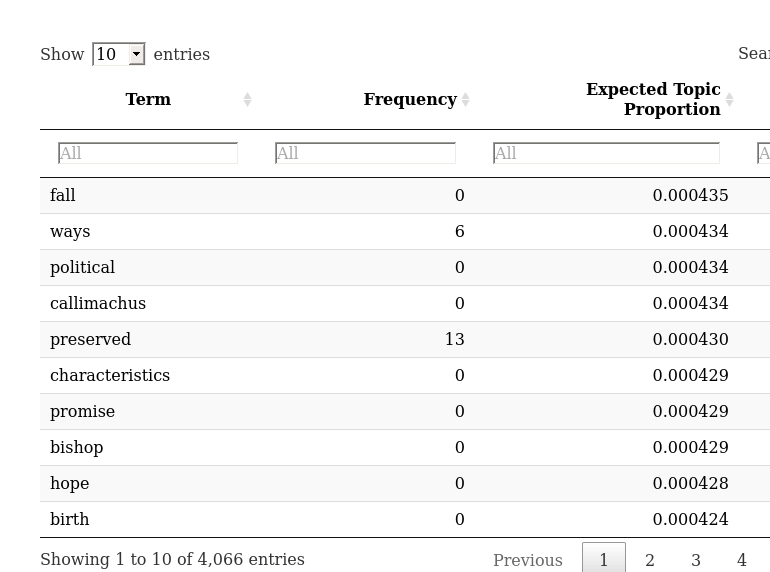 Show 10 entries
Term Frequency Expected Topic Proportion
All All All
fall 0 0.000435
ways 6 0.000434
political 0 0.000434
callimachus 0 0.000434
preserved 13 0.000430
characteristics 0 0.000429
promise 0 0.000429
bishop 0 0.000429
hope 0 0.000428
birth 0 0.000424
Showing 1 to 10 of 4,066 entries Previous 1 2 3 4